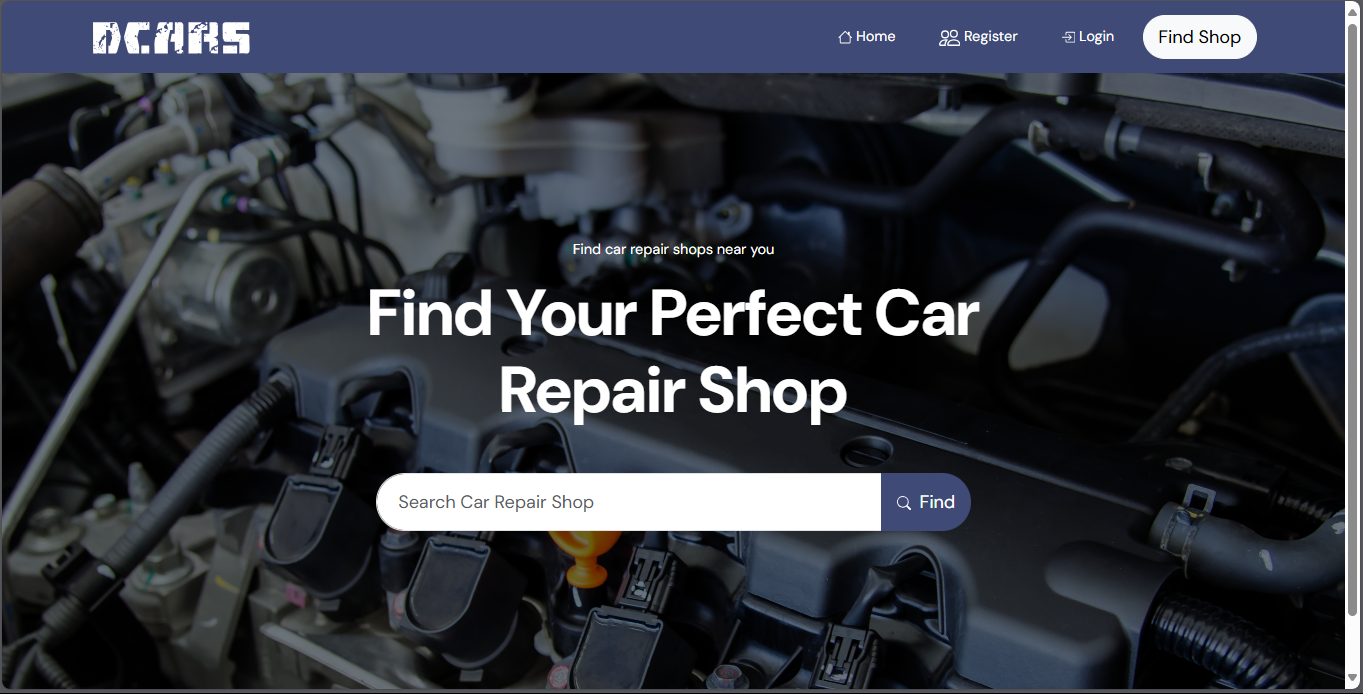 DCARS
Home
Register
Login
Find Shop
Find car repair shops near you
Find Your Perfect Car
Repair Shop
Search Car Repair Shop
Find